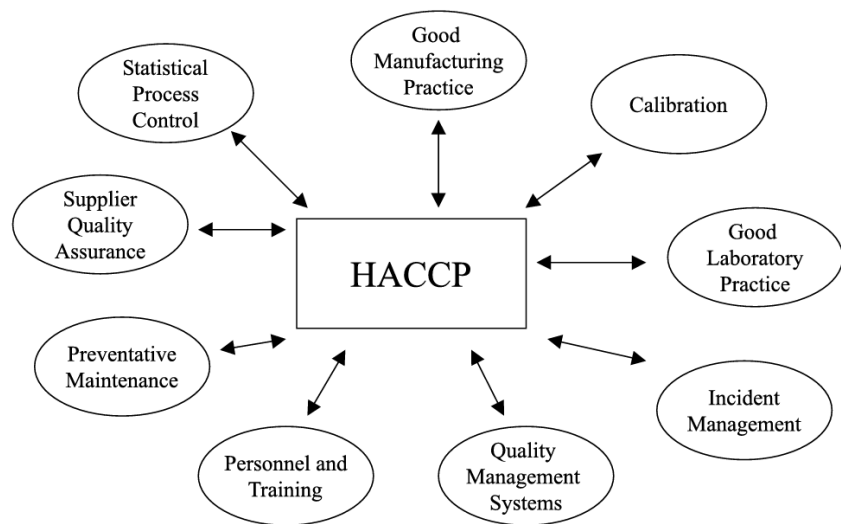 Good
Manufacturing
Practice
Statistical
Process
Control
Calibration
Supplier
Quality
Assurance
HACCP
Good
Laboratory
Practice
Preventative
Maintenance
Incident
Management
Personnel and
Training
Quality
Management
Systems